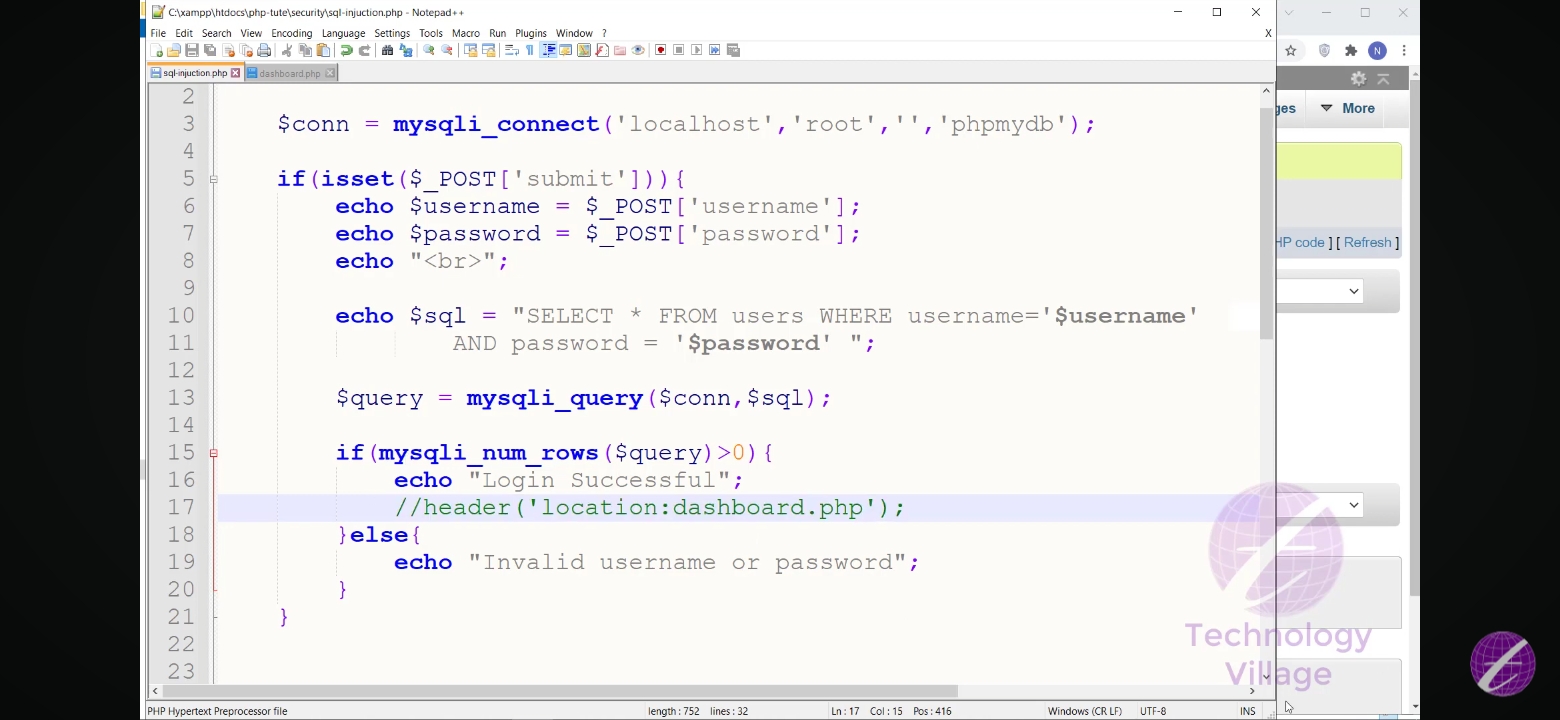 C:\xampp\htdocs\php-tute\security\sql-injuction.php - Notepad++
File Edit Search View Encoding Language Settings Tools Macro Run Plugins Window ? X
sql-injuction.php dashboard.php
2
3 $conn = mysqli_connect('localhost','root','','phpmydb');
4
5 if(isset($_POST['submit'])){
6 echo $username = $_POST['username'];
7 echo $password = $_POST['password'];
8 echo "<br>";
9
10 echo $sql = "SELECT * FROM users WHERE username='$username'
11 AND password = '$password' ";
12
13 $query = mysqli_query($conn,$sql);
14
15 if(mysqli_num_rows($query)>0){
16 echo "Login Successful";
17 //header('location:dashboard.php');
18 }else{
19 echo "Invalid username or password";
20 }
21 }
22
23
PHP Hypertext Preprocessor file length : 752 lines : 32 Ln : 17 Col : 15 Pos : 416 Windows (CR LF) UTF-8 INS
N
ges More
HP code ] [ Refresh ]
Technology
Village